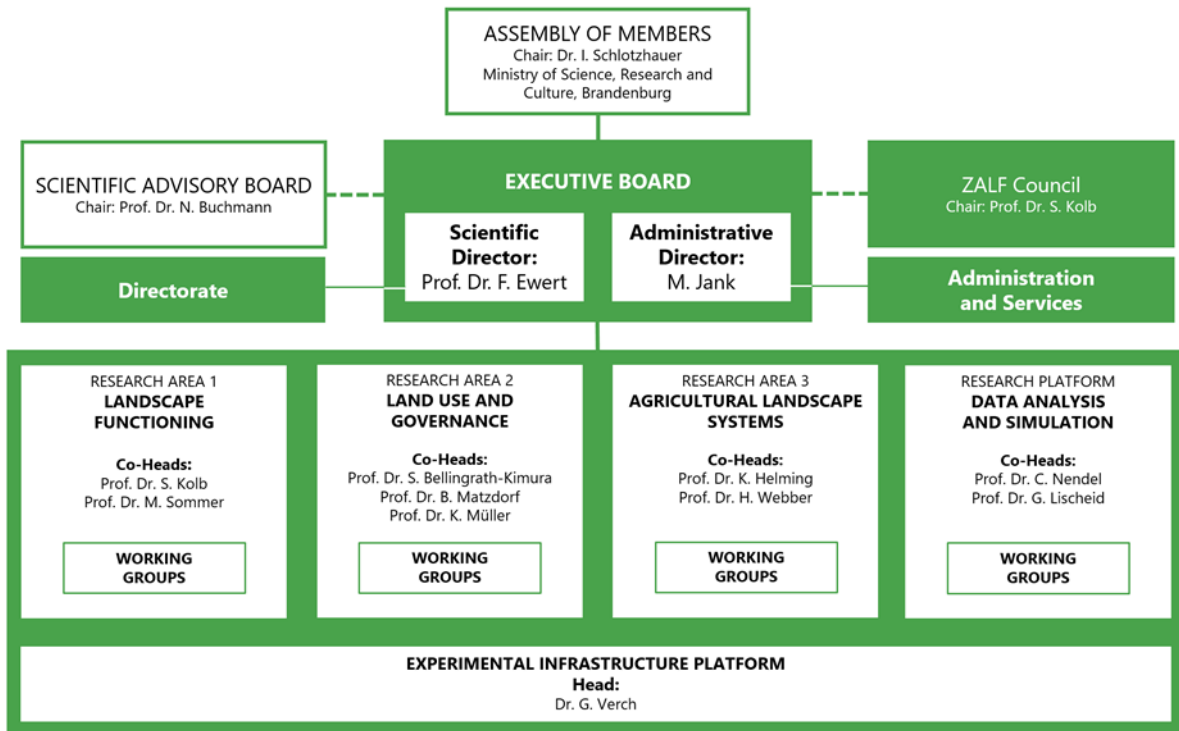 ASSEMBLY OF MEMBERS
Chair: Dr. I. Schlotzhauer
Ministry of Science, Research and
Culture, Brandenburg
SCIENTIFIC ADVISORY BOARD
Chair: Prof. Dr. N. Buchmann
EXECUTIVE BOARD
Scientific
Director:
Prof. Dr. F. Ewert
Administrative
Director:
M. Jank
ZALF Council
Chair: Prof. Dr. S. Kolb
Directorate
Administration
and Services
RESEARCH AREA 1
LANDSCAPE
FUNCTIONING
Co-Heads:
Prof. Dr. S. Kolb
Prof. Dr. M. Sommer
WORKING
GROUPS
RESEARCH AREA 2
LAND USE AND
GOVERNANCE
Co-Heads:
Prof. Dr. S. Bellingrath-Kimura
Prof. Dr. B. Matzdorf
Prof. Dr. K. Müller
WORKING
GROUPS
RESEARCH AREA 3
AGRICULTURAL LANDSCAPE
SYSTEMS
Co-Heads:
Prof. Dr. K. Helming
Prof. Dr. H. Webber
WORKING
GROUPS
RESEARCH PLATFORM
DATA ANALYSIS
AND SIMULATION
Co-Heads:
Prof. Dr. C. Nendel
Prof. Dr. G. Lischeid
WORKING
GROUPS
EXPERIMENTAL INFRASTRUCTURE PLATFORM
Head:
Dr. G. Verch